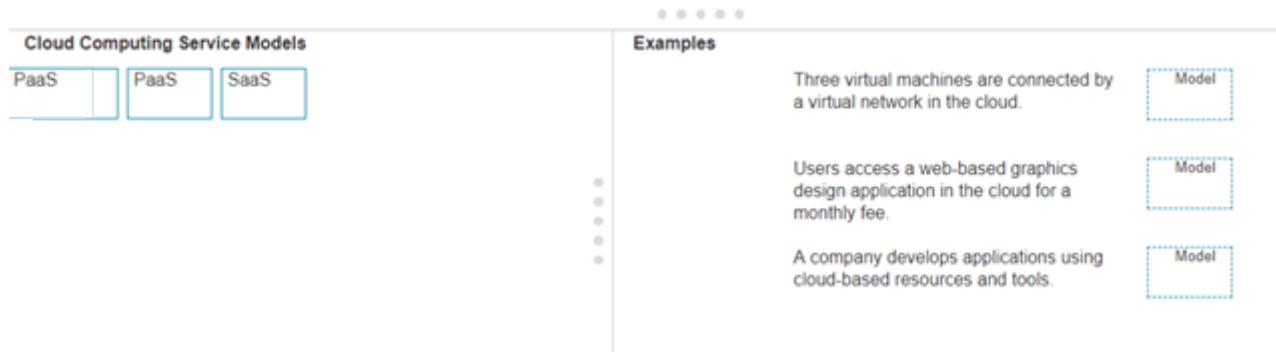 Cloud Computing Service Models
PaaS
PaaS
SaaS
Examples
Three virtual machines are connected by
a virtual network in the cloud.
Model
Users access a web-based graphics
design application in the cloud for a
monthly fee.
Model
A company develops applications using
cloud-based resources and tools.
Model